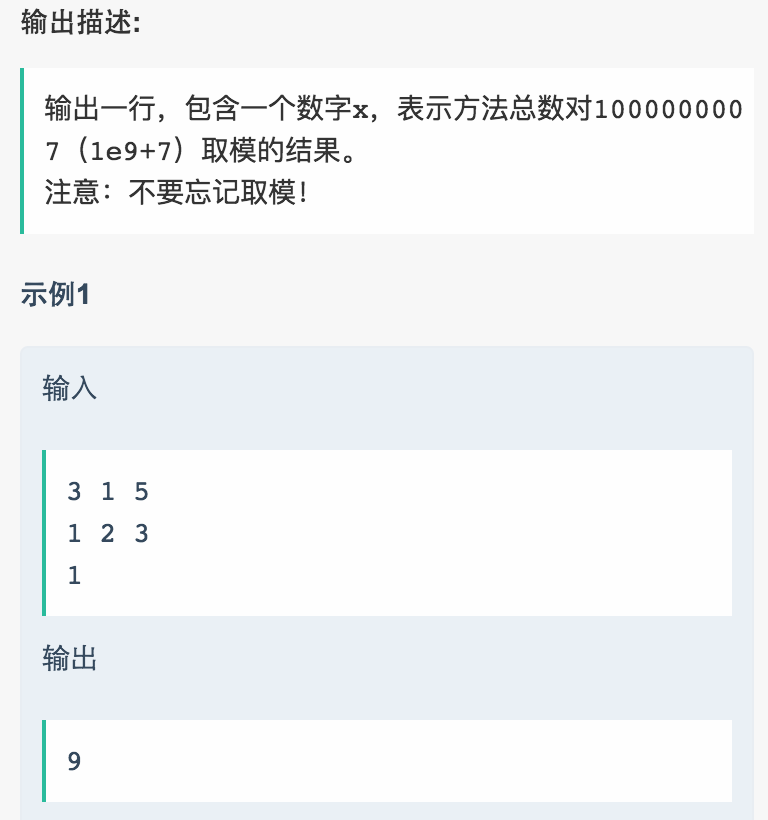 输出描述:
输出一行，包含一个数字x，表示方法总数对100000000
7（1e9+7）取模的结果。
注意：不要忘记取模！
示例1
输入
3 1 5
1 2 3
1
输出
9